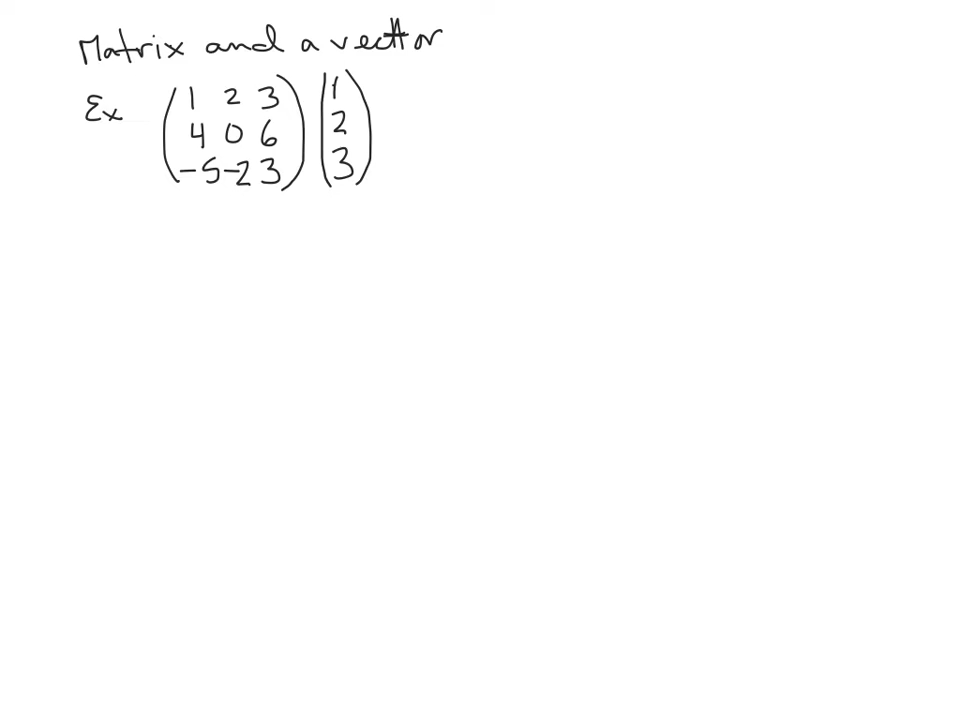 Matrix and a vector
Ex ( 1 2 3 ) ( 1 )
4 0 6 2
-5 -2 3 3